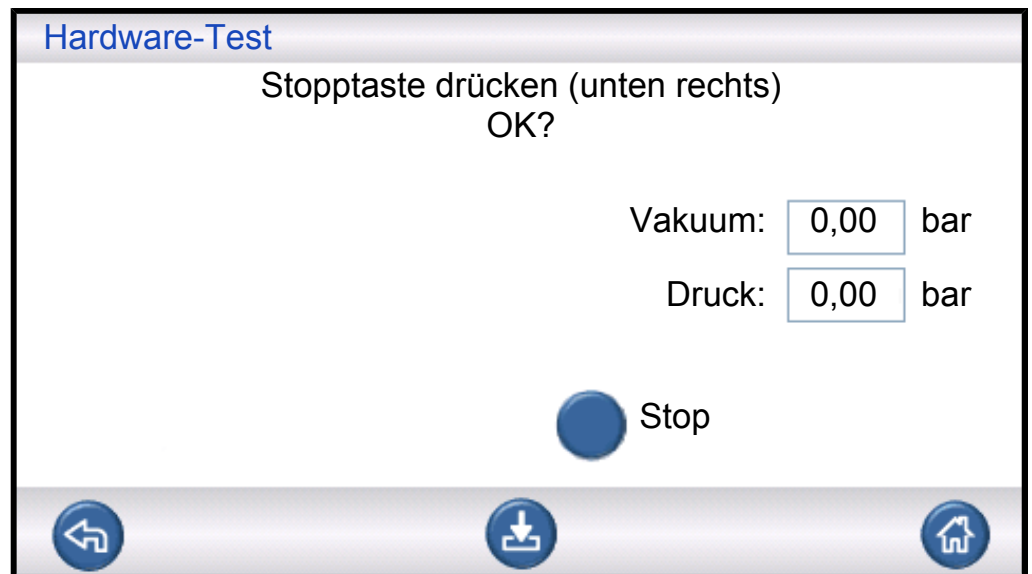 Hardware-Test
Stopptaste drücken (unten rechts)
OK?
Vakuum: 0,00 bar
Druck: 0,00 bar
Stop